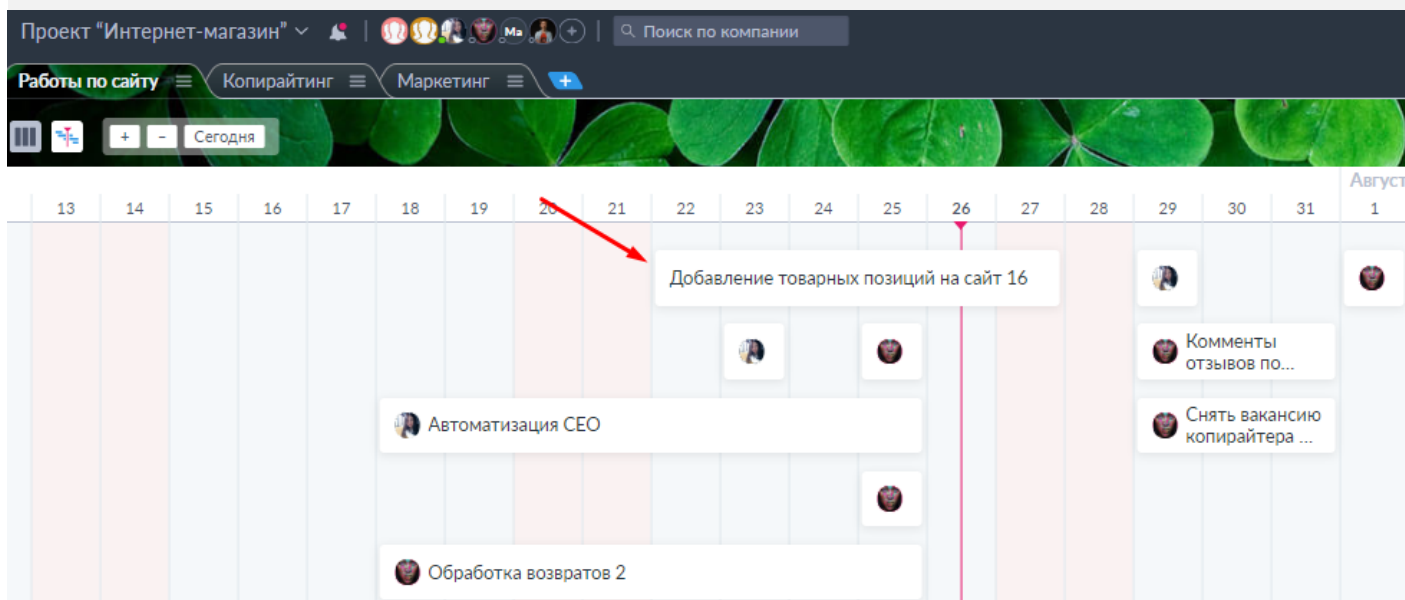 Проект “Интернет-магазин”
Ма
+
Поиск по компании
Работы по сайту
Копирайтинг
Маркетинг
+
+ - Сегодня
Август
13 14 15 16 17 18 19 20 21 22 23 24 25 26 27 28 29 30 31 1
Добавление товарных позиций на сайт 16
Комменты
отзывов по...
Автоматизация СЕО
Снять вакансию
копирайтера ...
Обработка возвратов 2